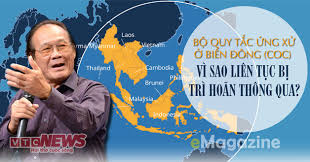 BỘ QUY TẮC ỨNG XỬ
Ở BIỂN ĐÔNG (COC)
VÌ SAO LIÊN TỤC BỊ
TRÌ HOÃN THÔNG QUA?
Laos
Myanmar
Vietnam
Thailand
Cambodia
Philippines
Brunei
Malaysia
Indonesia
VTC NEWS
eMagazine